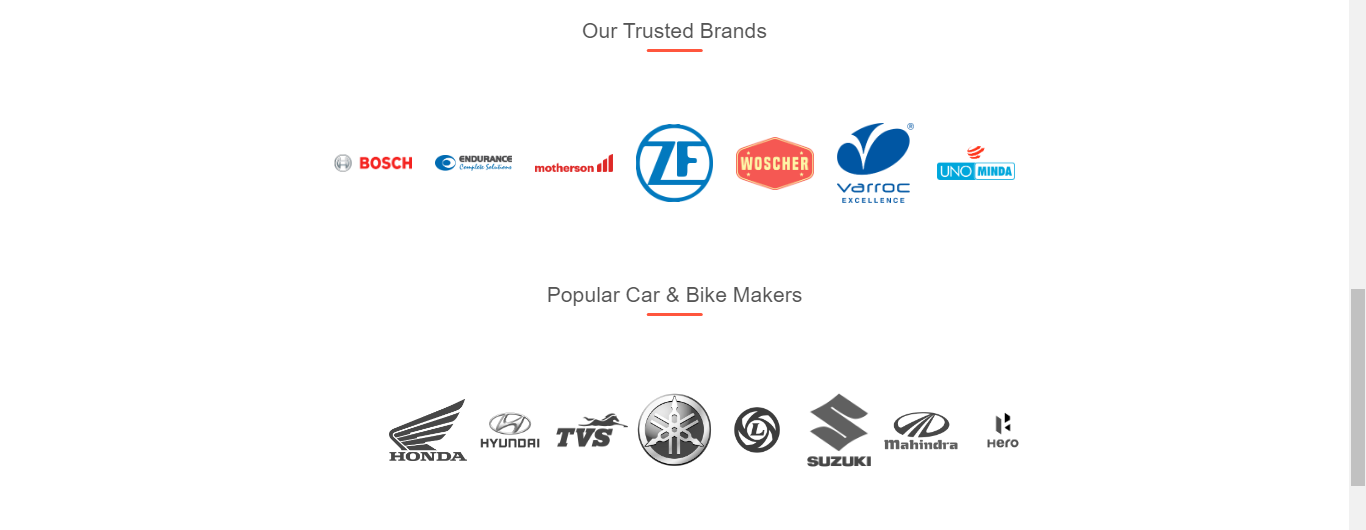 Our Trusted Brands
BOSCH
ENDURANCE
Complete Solutions
motherson
ZF
WOSCHER
varroc
EXCELLENCE
UNO MINDA
Popular Car & Bike Makers
HONDA
HYUNDAI
TVS
L
SUZUKI
Mahindra
Hero